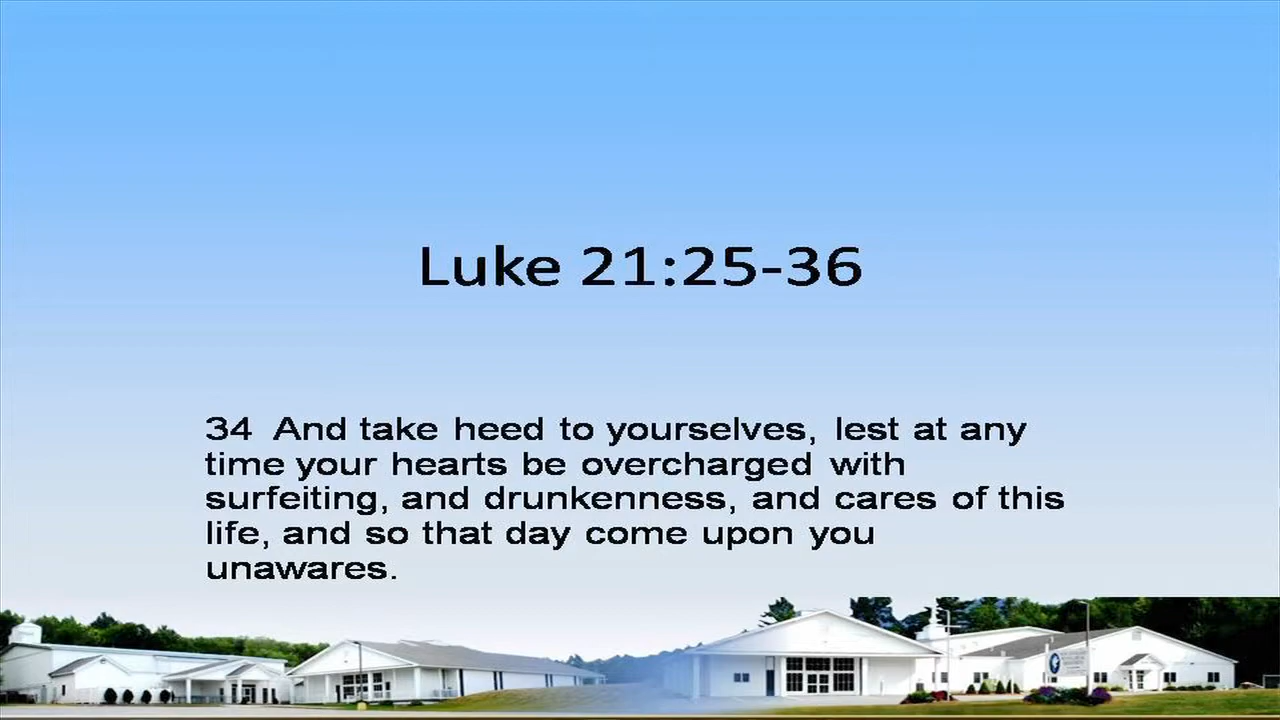 Luke 21:25-36
34 And take heed to yourselves, lest at any
time your hearts be overcharged with
surfeiting, and drunkenness, and cares of this
life, and so that day come upon you
unawares.